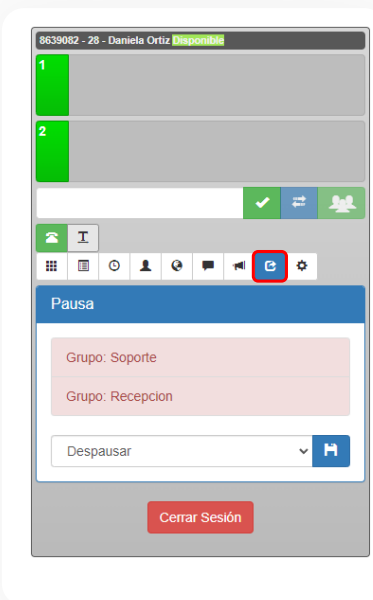 8639082 - 28 - Daniela Ortiz Disponible
1
2
Pausa
Grupo: Soporte
Grupo: Recepcion
Despausar
Cerrar Sesión